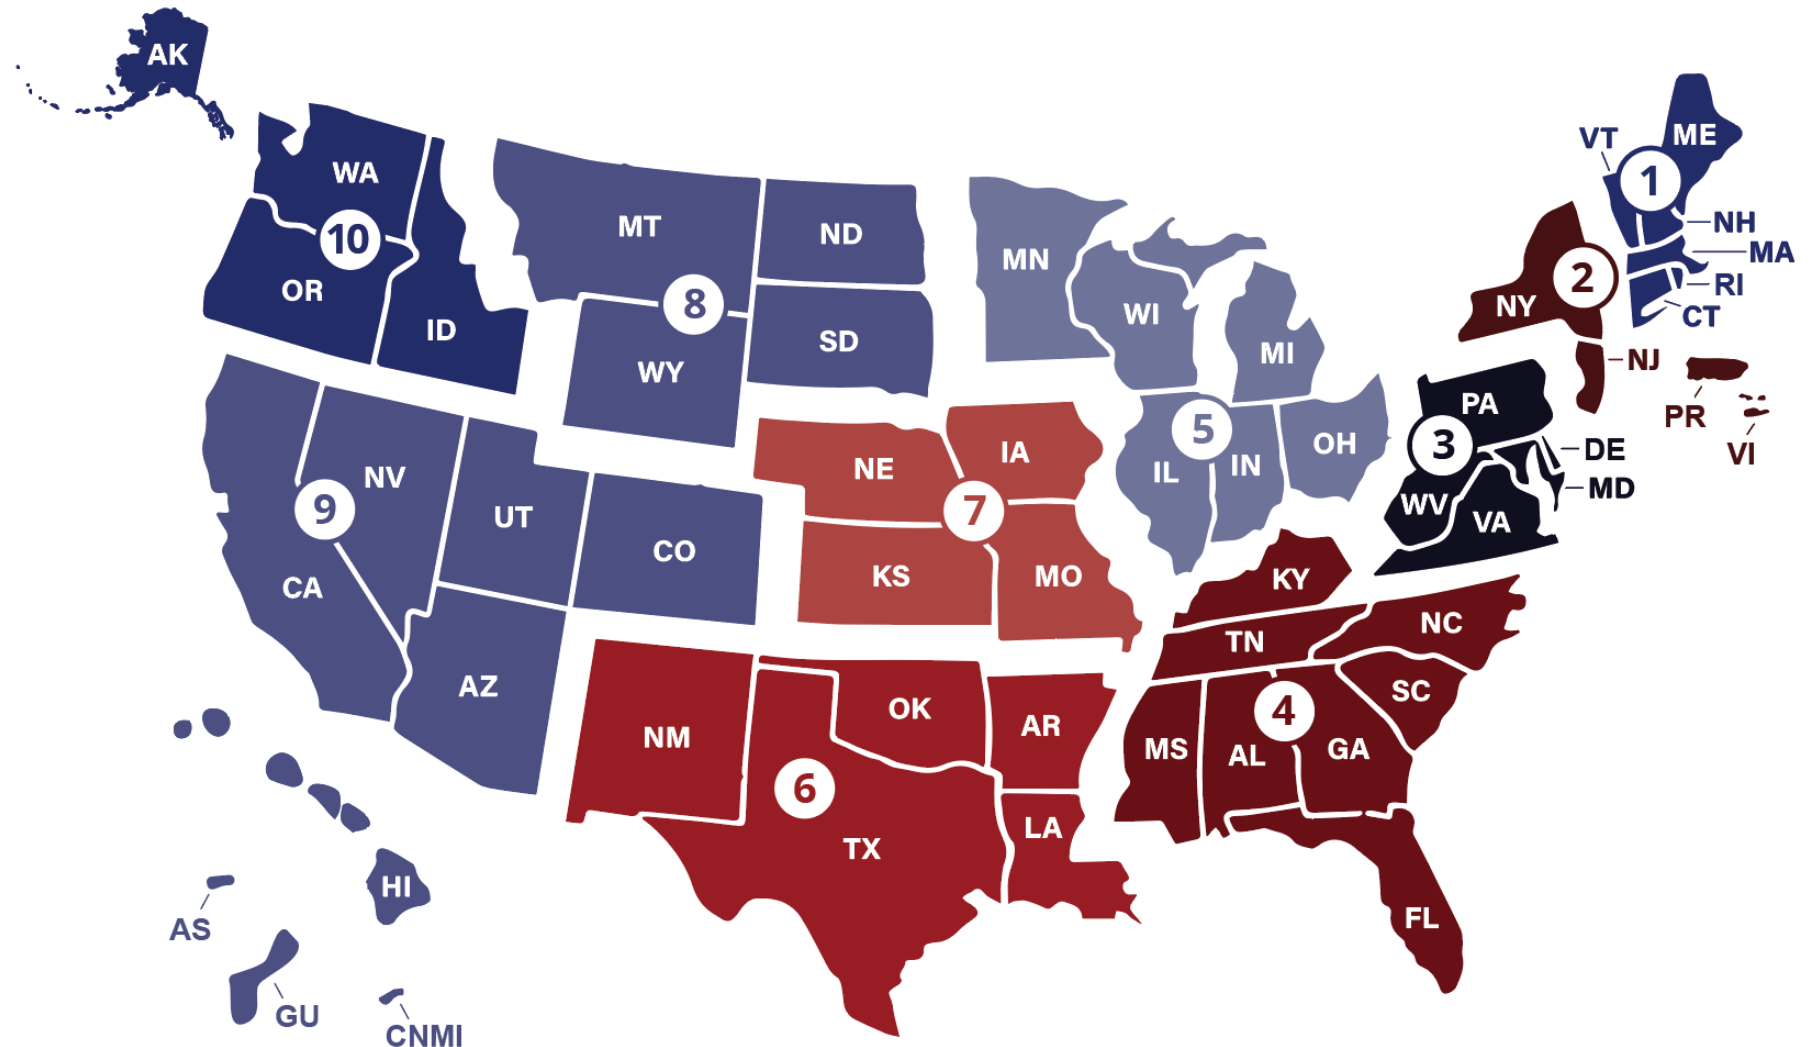 AK
WA
10
OR
ID
MT
ND
8
SD
WY
MN
WI
MI
5
IL
IN
OH
VT
ME
1
NH
MA
RI
CT
2
NY
NJ
PR
VI
PA
3
DE
MD
WV
VA
NV
9
UT
CO
CA
AZ
NE
IA
7
KS
MO
KY
TN
NC
SC
4
MS
AL
GA
FL
NM
OK
AR
6
TX
LA
HI
AS
GU
CNMI